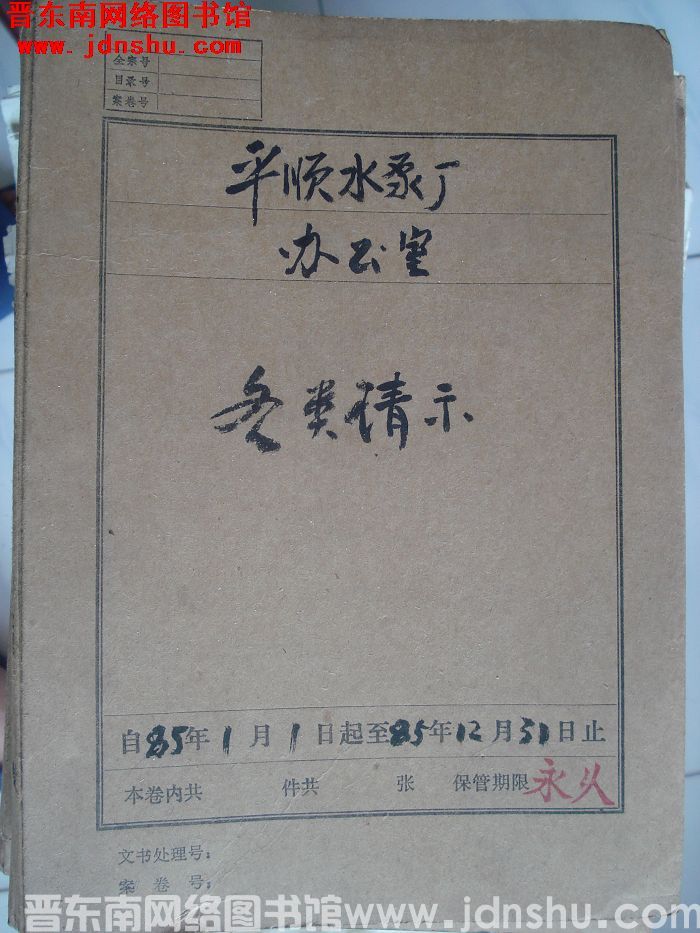 晋东南网络图书馆
www.jdnshu.com
全宗号
目录号
案卷号
平顺水泵厂
办公室
各类请示
自85年1月1日起至85年12月31日止
本卷内共 件共 张 保管期限 永久
文书处理号：
案卷号：
晋东南网络图书馆www.jdnshu.com